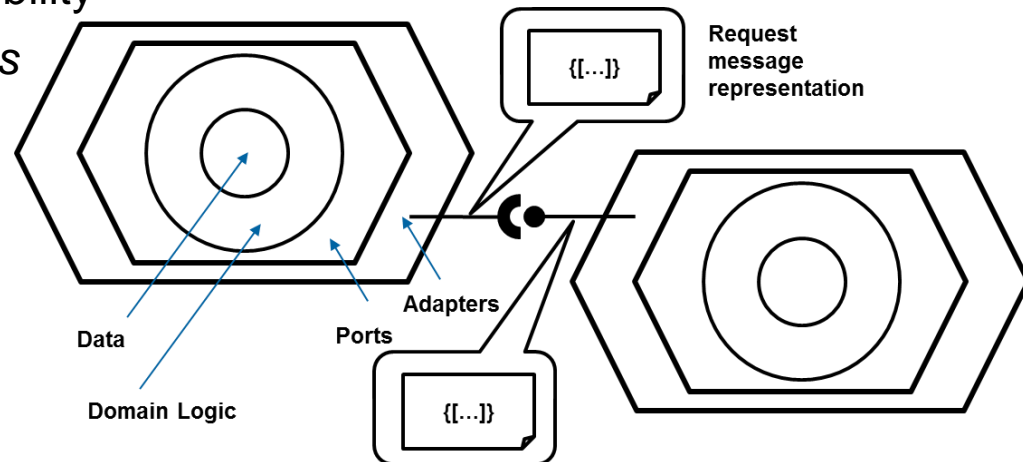 {[...]}
Request
message
representation
Adapters
Data
Ports
Domain Logic
{[...]}